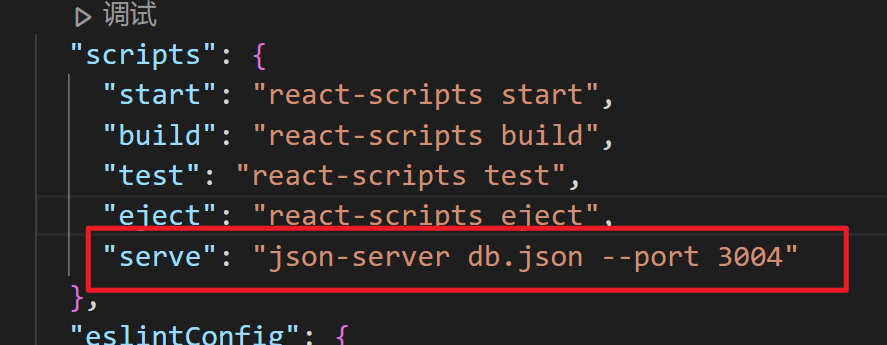 调试
"scripts": {
"start": "react-scripts start",
"build": "react-scripts build",
"test": "react-scripts test",
"eject": "react-scripts eject",
"serve": "json-server db.json --port 3004"
},
"eslintConfig": {